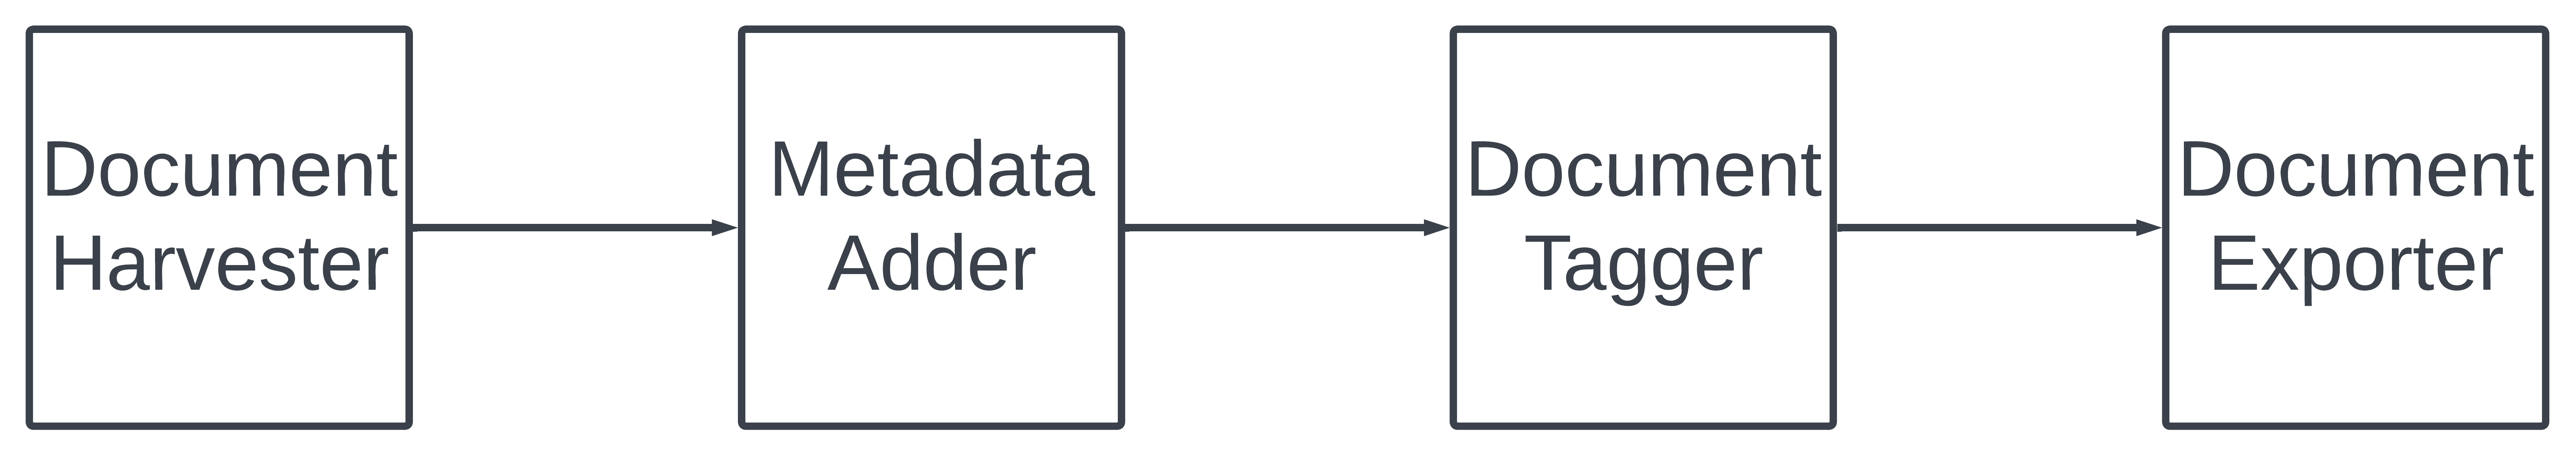 Document
Harvester
Metadata
Adder
Document
Tagger
Document
Exporter